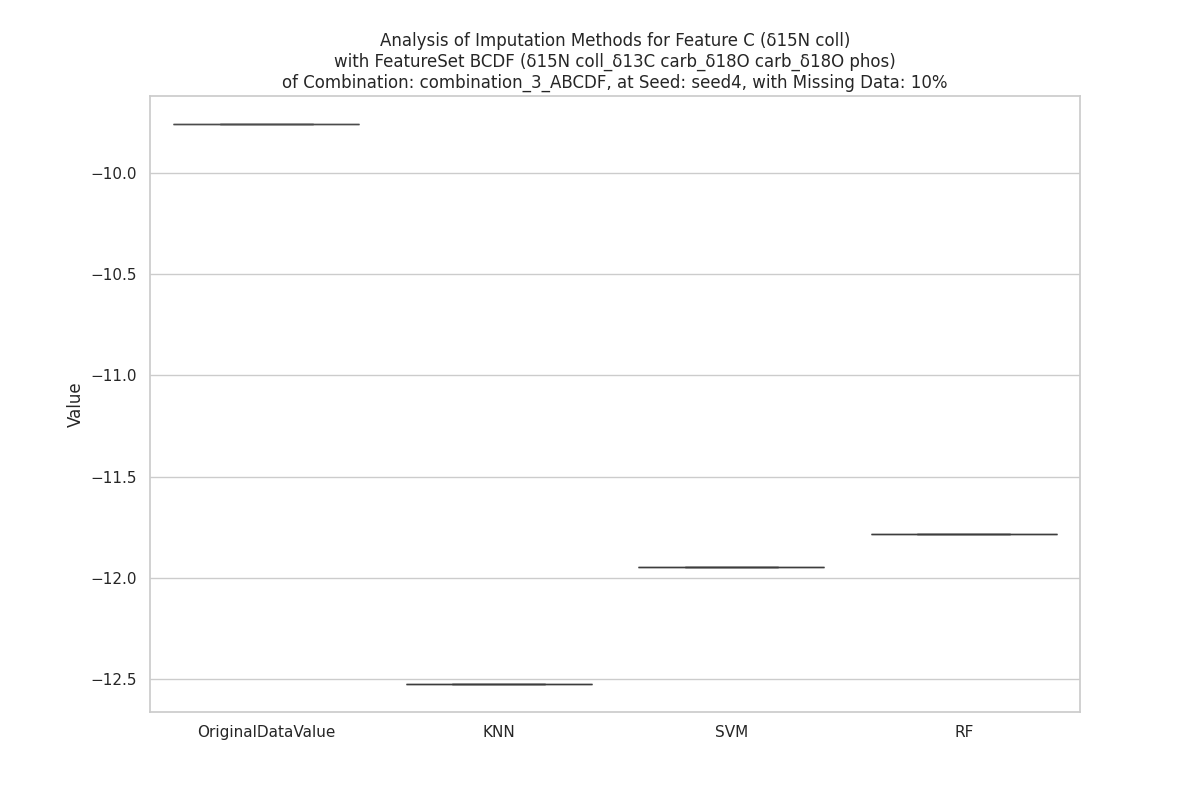 Analysis of Imputation Methods for Feature C (δ15N coll)
with FeatureSet BCDF (δ15N coll_δ13C carb_δ18O carb_δ18O phos)
of Combination: combination_3_ABCDF, at Seed: seed4, with Missing Data: 10%
Value
−10.0
−10.5
−11.0
−11.5
−12.0
−12.5
OriginalDataValue
KNN
SVM
RF